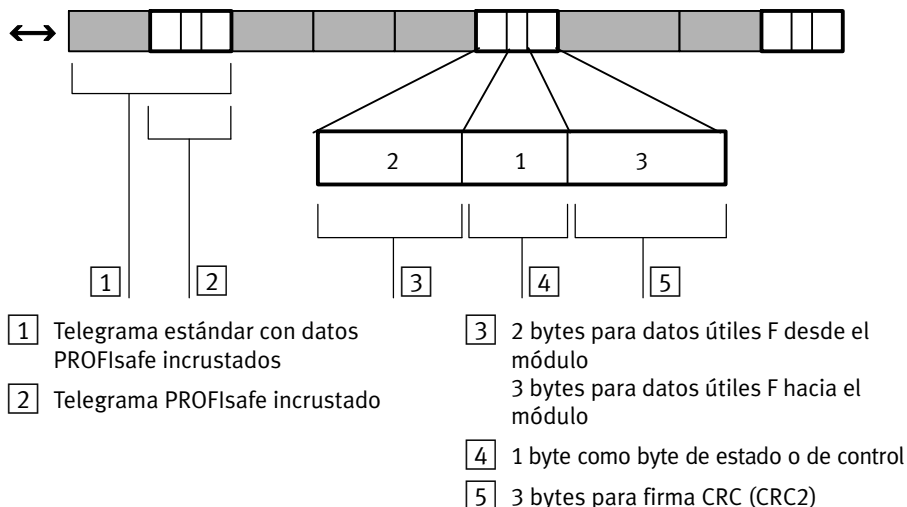 2 1 3
1 2 3 4 5
1 Telegrama estándar con datos
PROFIsafe incrustados
2 Telegrama PROFIsafe incrustado
3 2 bytes para datos útiles F desde el
módulo
3 bytes para datos útiles F hacia el
módulo
4 1 byte como byte de estado o de control
5 3 bytes para firma CRC (CRC2)